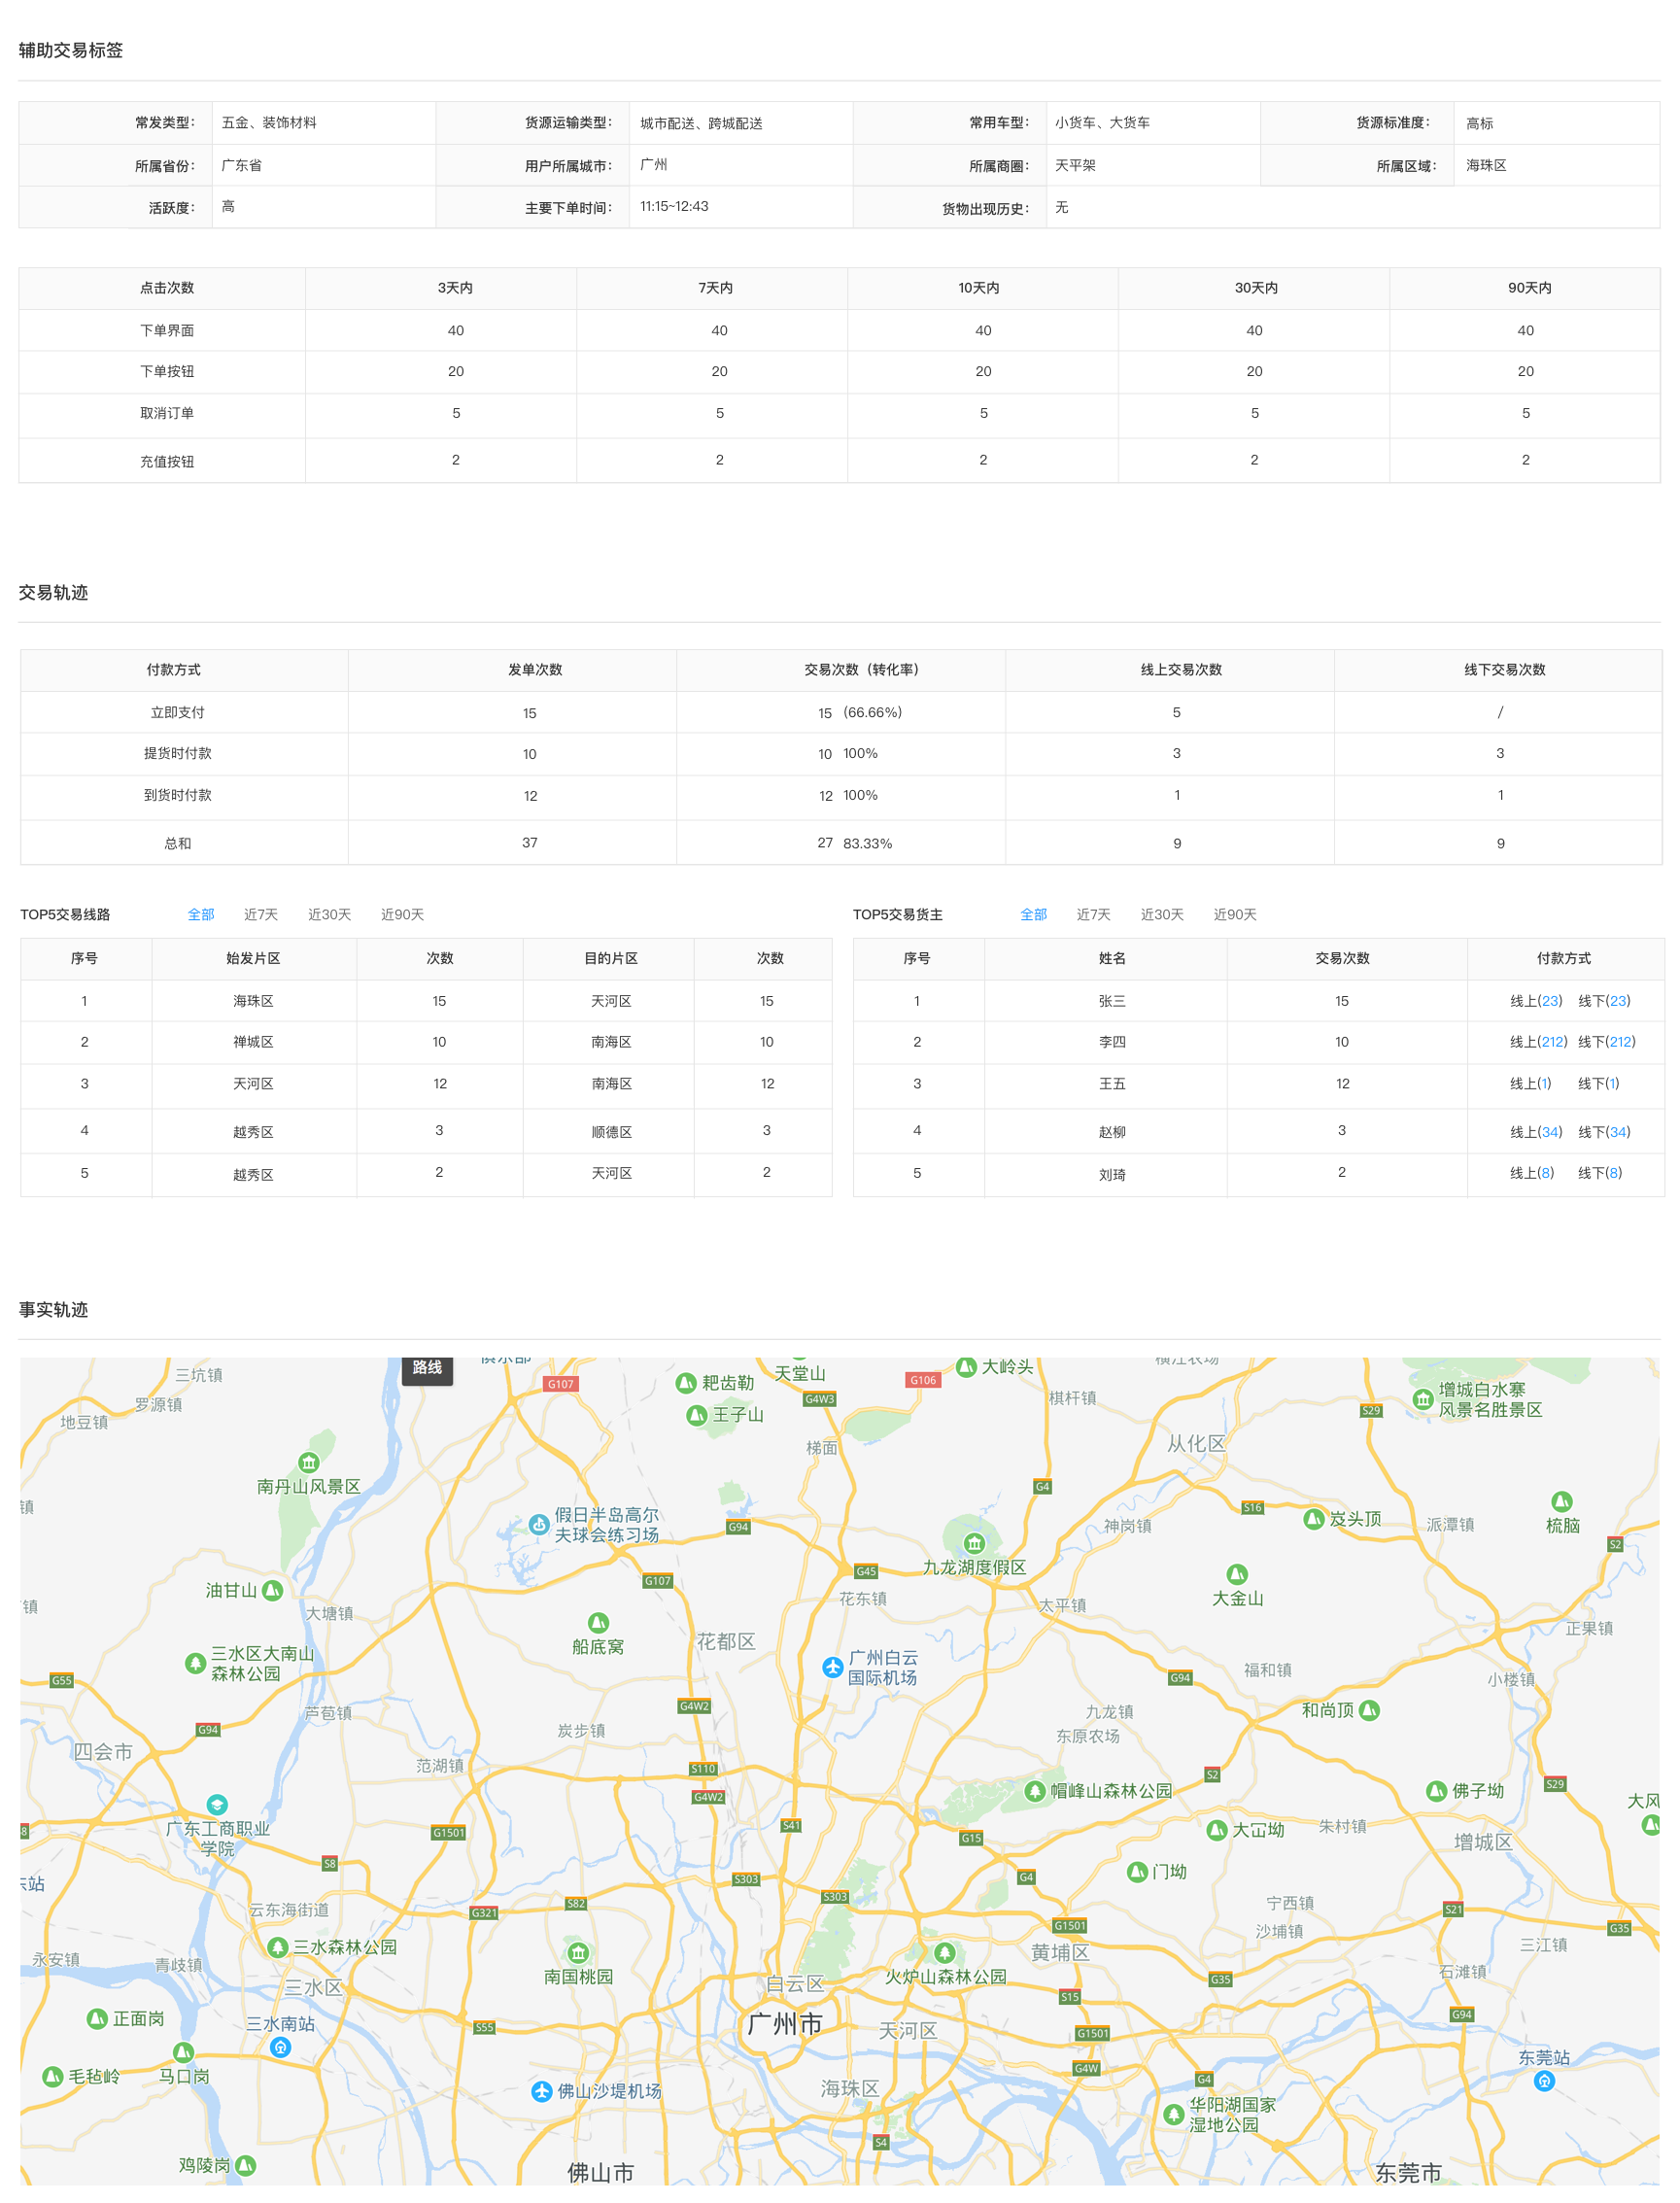 辅助交易标签
常发类型： 五金、装饰材料 货源运输类型： 城市配送、跨城配送 常用车型： 小货车、大货车 货源标准度： 高标
所属省份： 广东省 用户所属城市： 广州 所属商圈： 天平架 所属区域： 海珠区
活跃度： 高 主要下单时间： 11:15~12:43 货物出现历史： 无
点击次数 3天内 7天内 10天内 30天内 90天内
下单界面 40 40 40 40 40
下单按钮 20 20 20 20 20
取消订单 5 5 5 5 5
充值按钮 2 2 2 2 2
交易轨迹
付款方式 发单次数 交易次数（转化率） 线上交易次数 线下交易次数
立即支付 15 15 (66.66%) 5 /
提货时付款 10 10 100% 3 3
到货时付款 12 12 100% 1 1
总和 37 27 83.33% 9 9
TOP5交易线路 全部 近7天 近30天 近90天
序号 始发片区 次数 目的片区 次数
1 海珠区 15 天河区 15
2 禅城区 10 南海区 10
3 天河区 12 南海区 12
4 越秀区 3 顺德区 3
5 越秀区 2 天河区 2
TOP5交易货主 全部 近7天 近30天 近90天
序号 姓名 交易次数 付款方式
1 张三 15 线上(23) 线下(23)
2 李四 10 线上(212) 线下(212)
3 王五 12 线上(1) 线下(1)
4 赵柳 3 线上(34) 线下(34)
5 刘琦 2 线上(8) 线下(8)
事实轨迹
路线
三坑镇
G107
耙齿勒
天堂山
G106
大岭头
棋杆镇
增城白水寨
风景名胜景区
罗源镇
地豆镇
王子山
G4W3
S29
梯面
从化区
南丹山风景区
G4
镇
假日半岛高尔
夫球会练习场
G94
神岗镇
S16
岌头顶
派潭镇
梳脑
S2
九龙湖度假区
G45
G107
油甘山
大塘镇
花东镇
太平镇
大金山
镇
船底窝
花都区
正果镇
三水区大南山
森林公园
广州白云
国际机场
G55
G94
福和镇
小楼镇
芦苞镇
G4W2
九龙镇
和尚顶
G94
炭步镇
东原农场
四会市
范湖镇
S110
S2
S29
G4W2
帽峰山森林公园
佛子坳
大风
广东工商职业
学院
G1501
S41
G15
大冚坳
朱村镇
增城区
8
S8
门坳
东站
S303
G4
S303
云东海街道
G321
S82
宁西镇
S21
G1501
沙埔镇
G35
三水森林公园
永安镇
青岐镇
南国桃园
火炉山森林公园
黄埔区
三江镇
三水区
白云区
G35
石滩镇
正面岗
三水南站
S55
广州市
天河区
S15
G94
G1501
毛毡岭
马口岗
G4W
东莞站
佛山沙堤机场
海珠区
G4
华阳湖国家
湿地公园
S4
鸡陵岗
佛山市
东莞市